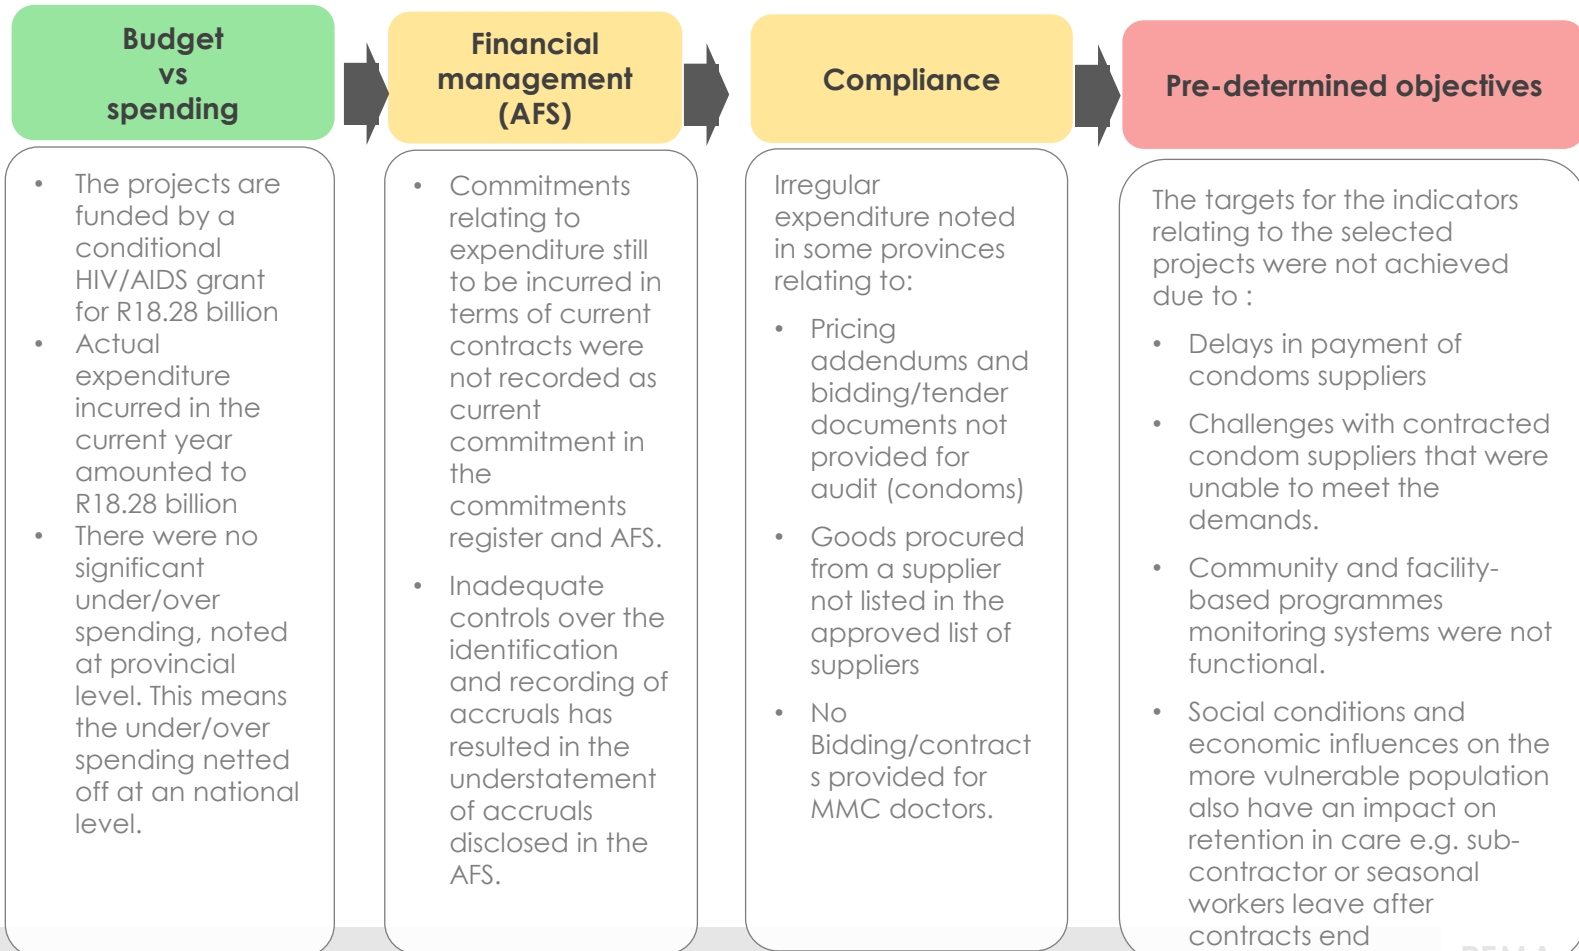 Budget
vs
spending
Financial
management
(AFS)
Compliance
Pre-determined objectives
• The projects are
funded by a
conditional
HIV/AIDS grant
for R18.28 billion
• Actual
expenditure
incurred in the
current year
amounted to
R18.28 billion
• There were no
significant
under/over
spending, noted
at provincial
level. This means
the under/over
spending netted
off at an national
level.
• Commitments
relating to
expenditure still
to be incurred in
terms of current
contracts were
not recorded as
current
commitment in
the
commitments
register and AFS.
• Inadequate
controls over the
identification
and recording of
accruals has
resulted in the
understatement
of accruals
disclosed in the
AFS.
Irregular
expenditure noted
in some provinces
relating to:
• Pricing
addendums and
bidding/tender
documents not
provided for
audit (condoms)
• Goods procured
from a supplier
not listed in the
approved list of
suppliers
• No
Bidding/contract
s provided for
MMC doctors.
The targets for the indicators
relating to the selected
projects were not achieved
due to :
• Delays in payment of
condoms suppliers
• Challenges with contracted
condom suppliers that were
unable to meet the
demands.
• Community and facility-
based programmes
monitoring systems were not
functional.
• Social conditions and
economic influences on the
more vulnerable population
also have an impact on
retention in care e.g. sub-
contractor or seasonal
workers leave after
contracts end